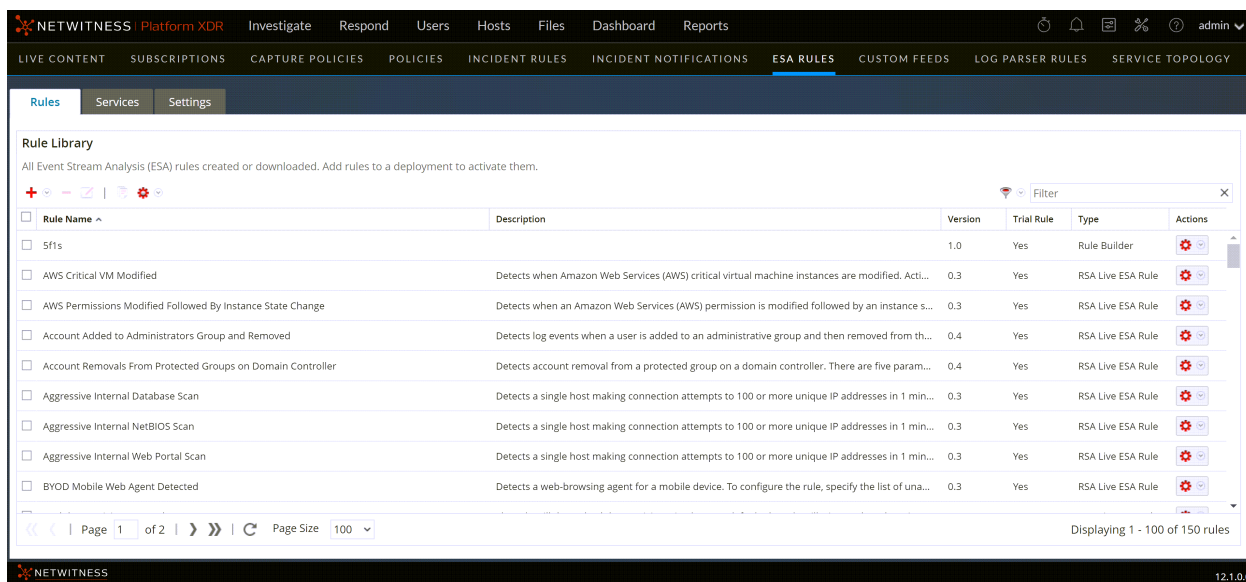 NETWITNESS | Platform XDR Investigate Respond Users Hosts Files Dashboard Reports admin
LIVE CONTENT SUBSCRIPTIONS CAPTURE POLICIES POLICIES INCIDENT RULES INCIDENT NOTIFICATIONS ESA RULES CUSTOM FEEDS LOG PARSER RULES SERVICE TOPOLOGY
Rules Services Settings
Rule Library
All Event Stream Analysis (ESA) rules created or downloaded. Add rules to a deployment to activate them.
Filter
Rule Name Description Version Trial Rule Type Actions
5f1s 1.0 Yes Rule Builder
AWS Critical VM Modified Detects when Amazon Web Services (AWS) critical virtual machine instances are modified. Acti... 0.3 Yes RSA Live ESA Rule
AWS Permissions Modified Followed By Instance State Change Detects when an Amazon Web Services (AWS) permission is modified followed by an instance s... 0.3 Yes RSA Live ESA Rule
Account Added to Administrators Group and Removed Detects log events when a user is added to an administrative group and then removed from th... 0.4 Yes RSA Live ESA Rule
Account Removals From Protected Groups on Domain Controller Detects account removal from a protected group on a domain controller. There are five param... 0.4 Yes RSA Live ESA Rule
Aggressive Internal Database Scan Detects a single host making connection attempts to 100 or more unique IP addresses in 1 min... 0.3 Yes RSA Live ESA Rule
Aggressive Internal NetBIOS Scan Detects a single host making connection attempts to 100 or more unique IP addresses in 1 min... 0.3 Yes RSA Live ESA Rule
Aggressive Internal Web Portal Scan Detects a single host making connection attempts to 100 or more unique IP addresses in 1 min... 0.3 Yes RSA Live ESA Rule
BYOD Mobile Web Agent Detected Detects a web-browsing agent for a mobile device. To configure the rule, specify the list of una... 0.3 Yes RSA Live ESA Rule
Page 1 of 2 Page Size 100 Displaying 1 - 100 of 150 rules
NETWITNESS 12.1.0